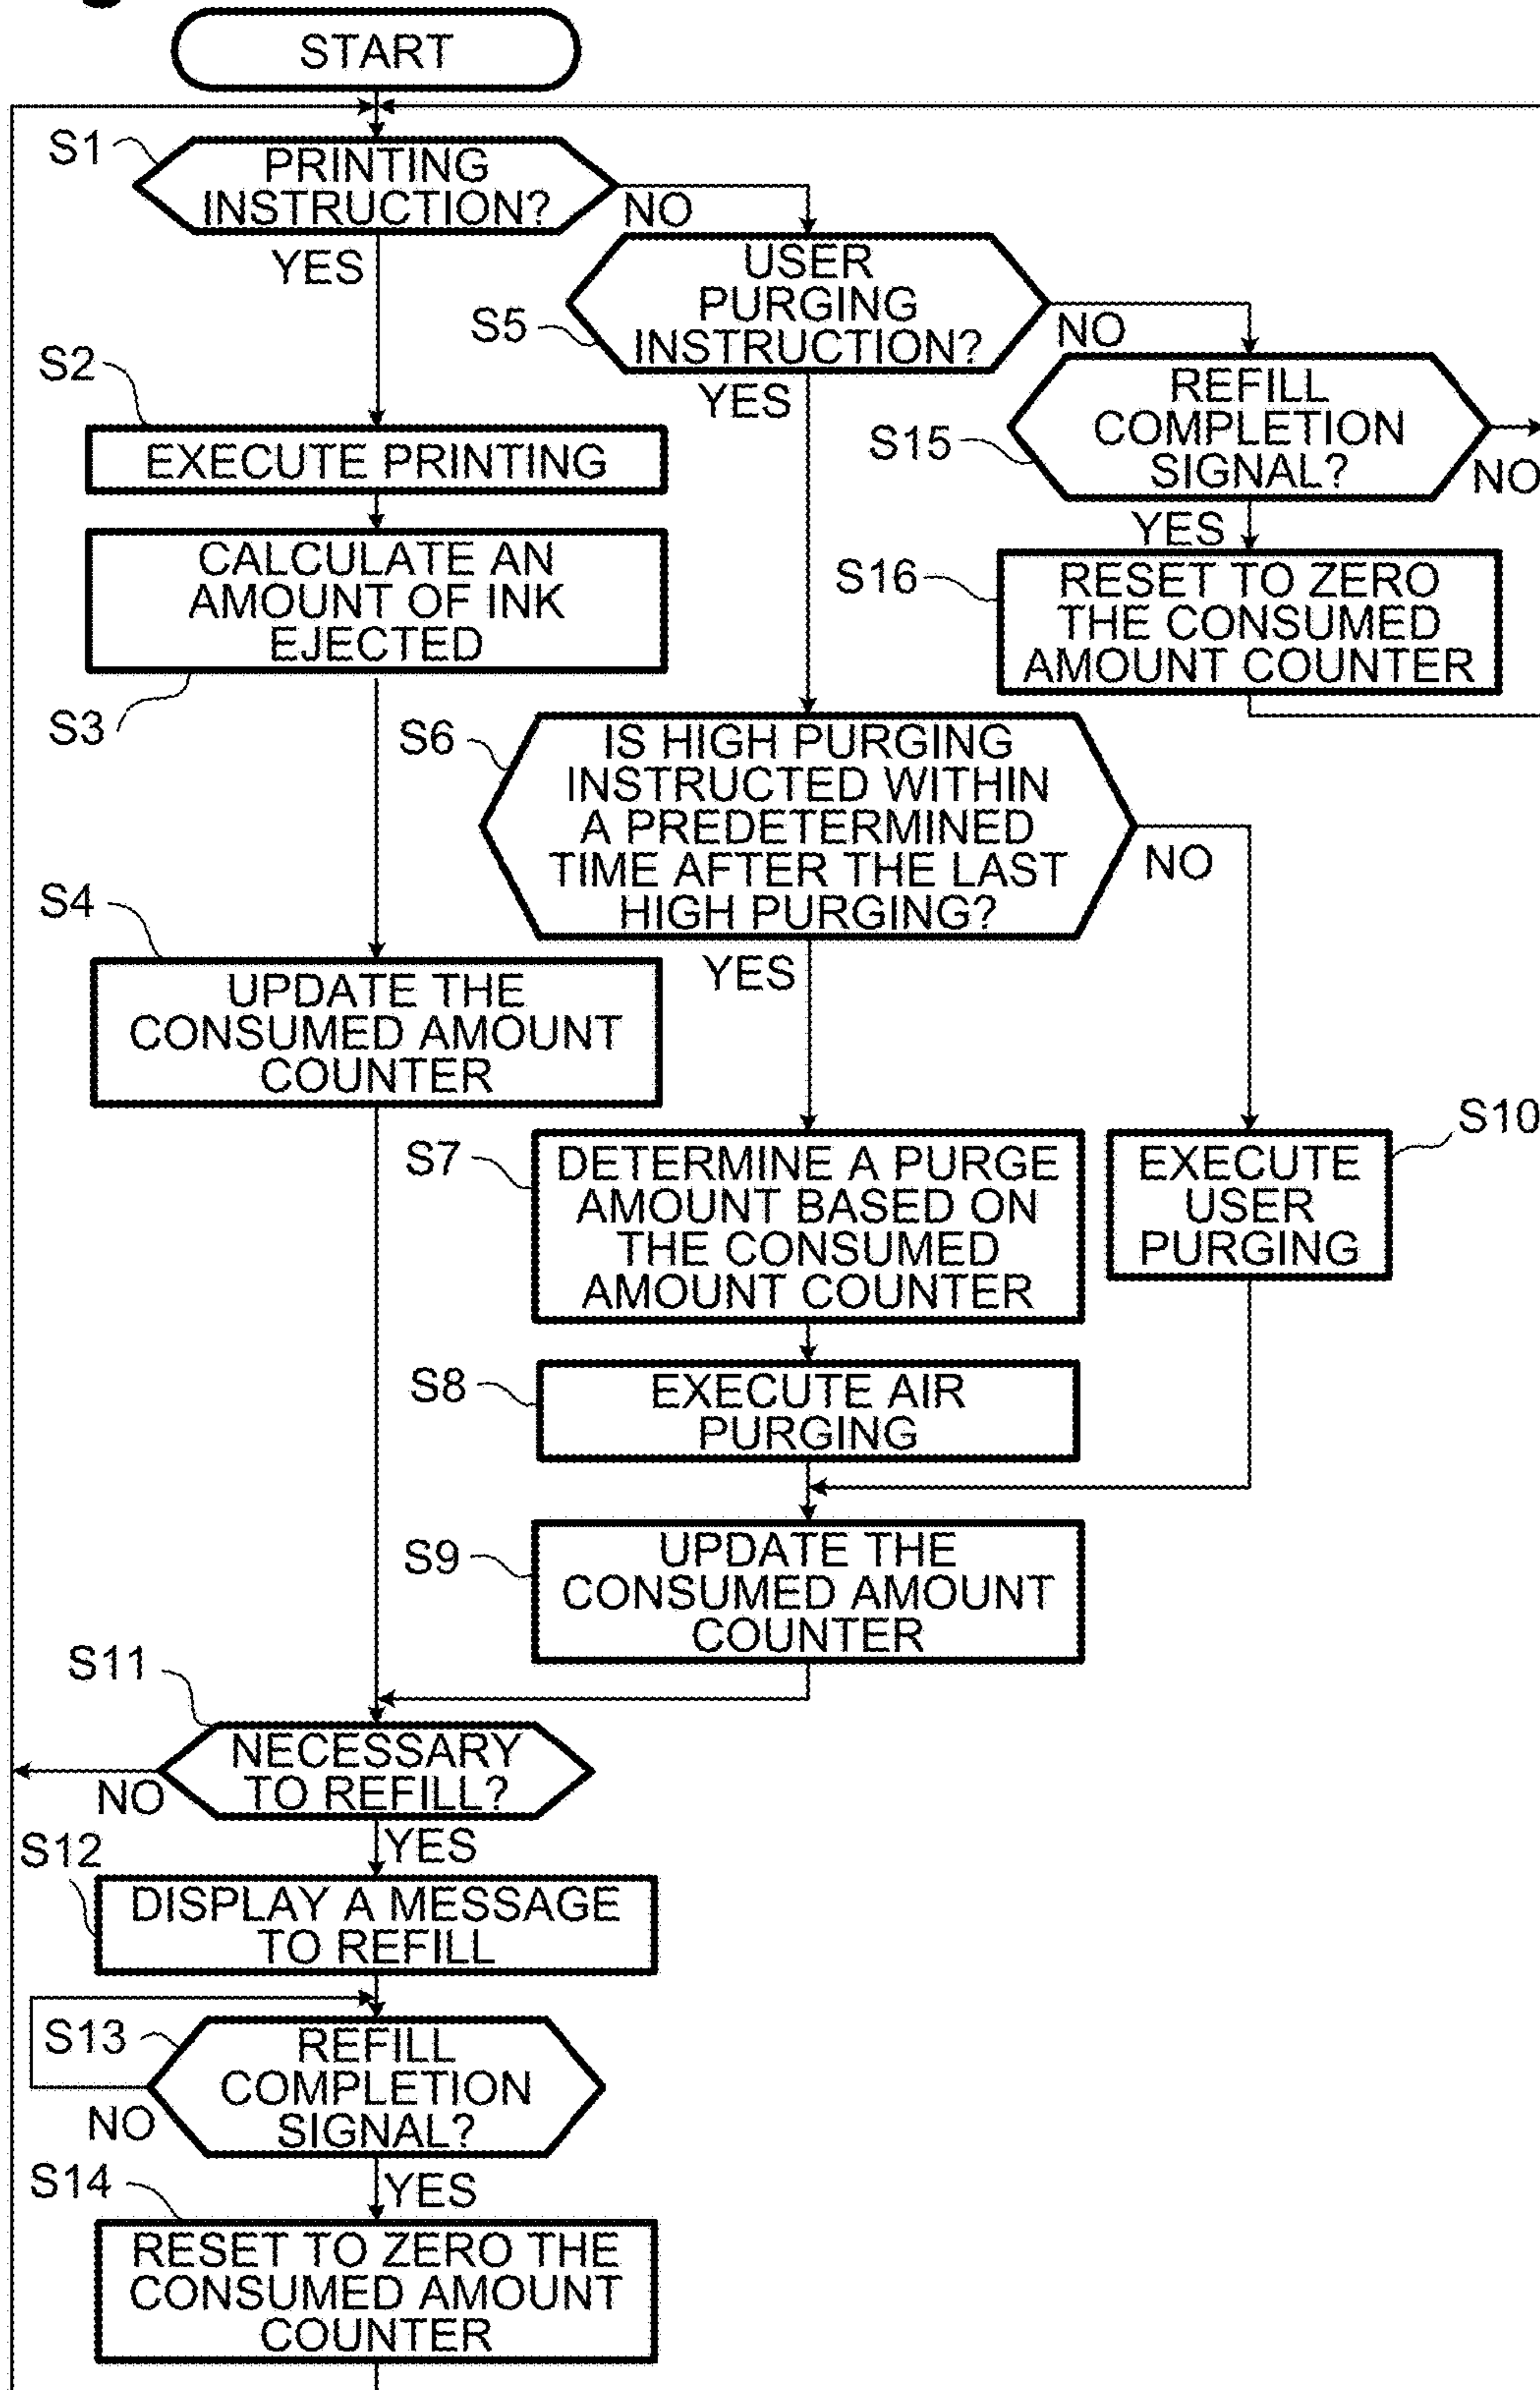 START
S1
PRINTING
INSTRUCTION?
NO
YES
USER
PURGING
INSTRUCTION?
S5
NO
YES
REFILL
COMPLETION
SIGNAL?
S15
NO
YES
S2
EXECUTE PRINTING
CALCULATE AN
AMOUNT OF INK
EJECTED
S3
S16
RESET TO ZERO
THE CONSUMED
AMOUNT COUNTER
S6
IS HIGH PURGING
INSTRUCTED WITHIN
A PREDETERMINED
TIME AFTER THE LAST
HIGH PURGING?
NO
YES
S4
UPDATE THE
CONSUMED AMOUNT
COUNTER
S7
DETERMINE A PURGE
AMOUNT BASED ON
THE CONSUMED
AMOUNT COUNTER
S10
EXECUTE
USER
PURGING
S8
EXECUTE AIR
PURGING
S9
UPDATE THE
CONSUMED AMOUNT
COUNTER
S11
NECESSARY
TO REFILL?
NO
YES
S12
DISPLAY A MESSAGE
TO REFILL
S13
REFILL
COMPLETION
SIGNAL?
NO
YES
S14
RESET TO ZERO THE
CONSUMED AMOUNT
COUNTER